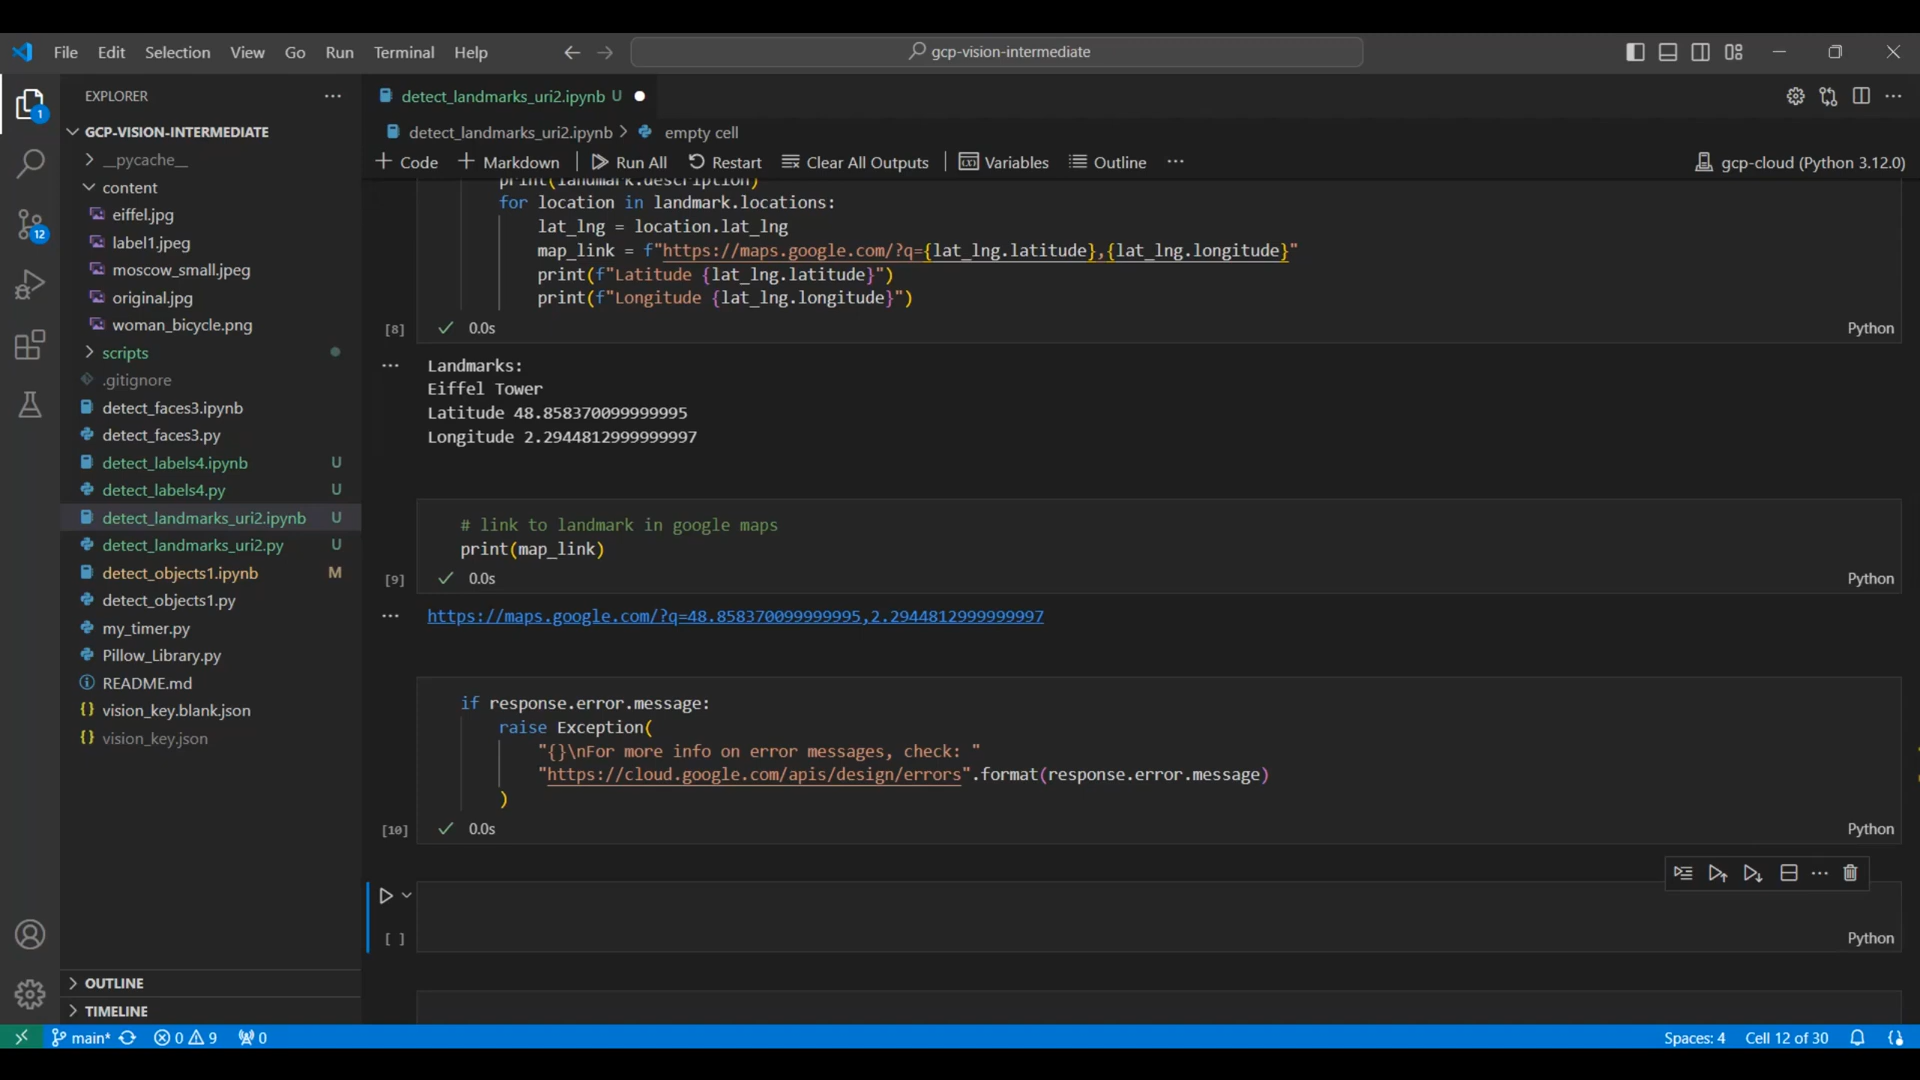 File Edit Selection View Go Run Terminal Help
gcp-vision-intermediate
EXPLORER
GCP-VISION-INTERMEDIATE
__pycache__
content
eiffel.jpg
label1.jpeg
moscow_small.jpeg
original.jpg
woman_bicycle.png
scripts
.gitignore
detect_faces3.ipynb
detect_faces3.py
detect_labels4.ipynb U
detect_labels4.py U
detect_landmarks_uri2.ipynb U
detect_landmarks_uri2.py U
detect_objects1.ipynb M
detect_objects1.py
my_timer.py
Pillow_Library.py
README.md
vision_key.blank.json
vision_key.json
OUTLINE
TIMELINE
1
12
detect_landmarks_uri2.ipynb U
detect_landmarks_uri2.ipynb > empty cell
+ Code + Markdown Run All Restart Clear All Outputs Variables Outline ···
gcp-cloud (Python 3.12.0)
print(landmark.description)
for location in landmark.locations:
lat_lng = location.lat_lng
map_link = f"https://maps.google.com/?q={lat_lng.latitude},{lat_lng.longitude}"
print(f"Latitude {lat_lng.latitude}")
print(f"Longitude {lat_lng.longitude}")
[8] 0.0s Python
Landmarks:
Eiffel Tower
Latitude 48.858370099999995
Longitude 2.2944812999999997
# link to landmark in google maps
print(map_link)
[9] 0.0s Python
https://maps.google.com/?q=48.858370099999995,2.2944812999999997
if response.error.message:
raise Exception(
"{}\nFor more info on error messages, check: "
"https://cloud.google.com/apis/design/errors".format(response.error.message)
)
[10] 0.0s Python
[ ] Python
main* 0 9 0 Spaces: 4 Cell 12 of 30